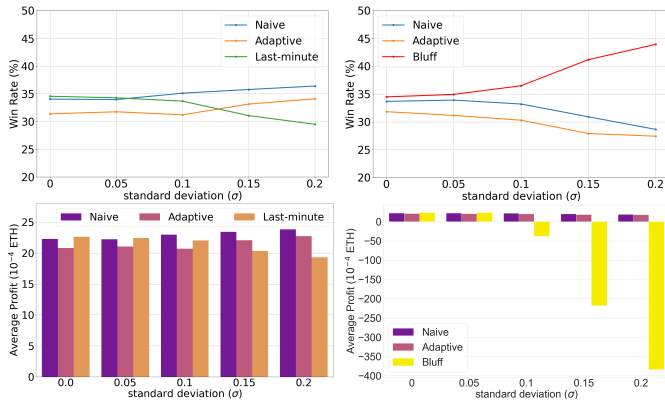 50
45
40
35
30
25
20
Win Rate (%)
Naive
Adaptive
Last-minute
0 0.05 0.1 0.15 0.2
standard deviation (σ)
50
45
40
35
30
25
20
Win Rate (%)
Naive
Adaptive
Bluff
0 0.05 0.1 0.15 0.2
standard deviation (σ)
25
20
15
10
5
0
Average Profit (10⁻⁴ ETH)
Naive Adaptive Last-minute
0.0 0.05 0.1 0.15 0.2
standard deviation (σ)
0
−50
−100
−150
−200
−250
−300
−350
−400
Average Profit (10⁻⁴ ETH)
Naive
Adaptive
Bluff
0 0.05 0.1 0.15 0.2
standard deviation (σ)